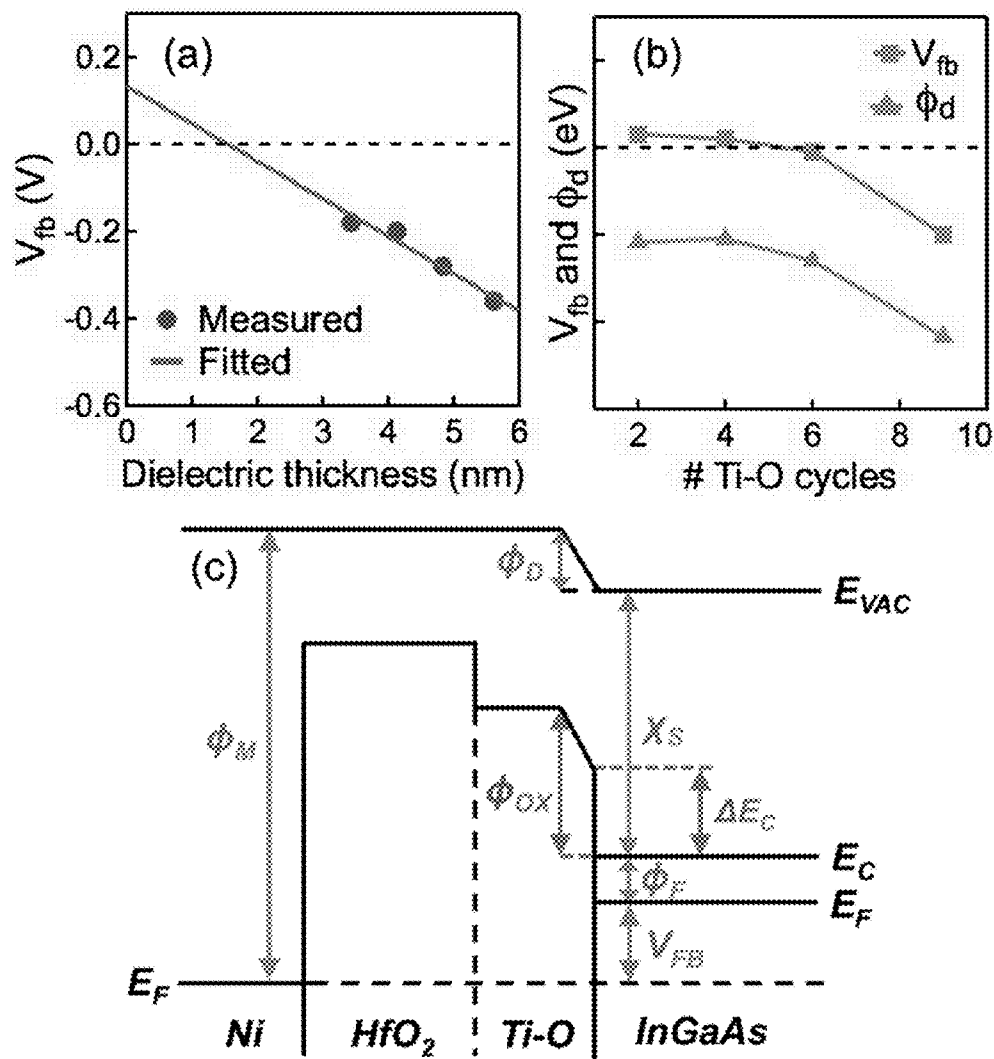 (a)
0.2
0.0
-0.2
-0.4
-0.6
V_fb (V)
Measured
Fitted
0 1 2 3 4 5 6
Dielectric thickness (nm)
(b)
V_fb
ϕ_d
V_fb and ϕ_d (eV)
2 4 6 8 10
# Ti-O cycles
(c)
ϕ_D
E_VAC
ϕ_M
χ_S
ϕ_OX
ΔE_C
E_C
ϕ_F
E_F
V_FB
E_F
Ni HfO₂ Ti-O InGaAs